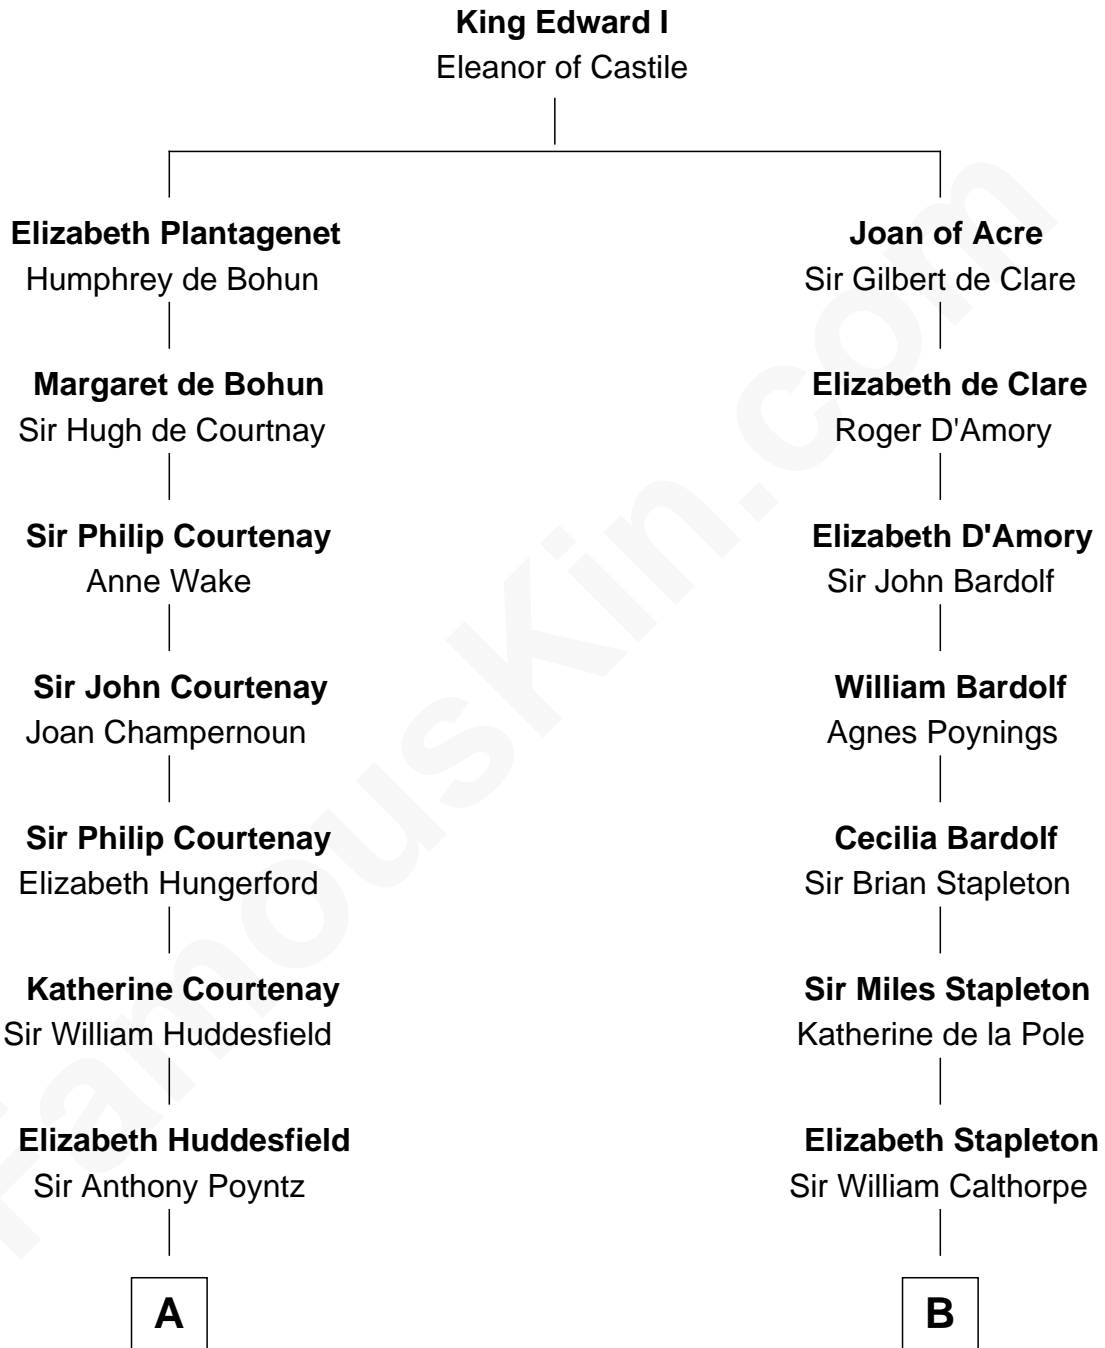 King Edward I
Eleanor of Castile
Elizabeth Plantagenet
Humphrey de Bohun
Margaret de Bohun
Sir Hugh de Courtnay
Sir Philip Courtenay
Anne Wake
Sir John Courtenay
Joan Champernoun
Sir Philip Courtenay
Elizabeth Hungerford
Katherine Courtenay
Sir William Huddesfield
Elizabeth Huddesfield
Sir Anthony Poyntz
A
Joan of Acre
Sir Gilbert de Clare
Elizabeth de Clare
Roger D'Amory
Elizabeth D'Amory
Sir John Bardolf
William Bardolf
Agnes Poynings
Cecilia Bardolf
Sir Brian Stapleton
Sir Miles Stapleton
Katherine de la Pole
Elizabeth Stapleton
Sir William Calthorpe
B
FamousKin.com